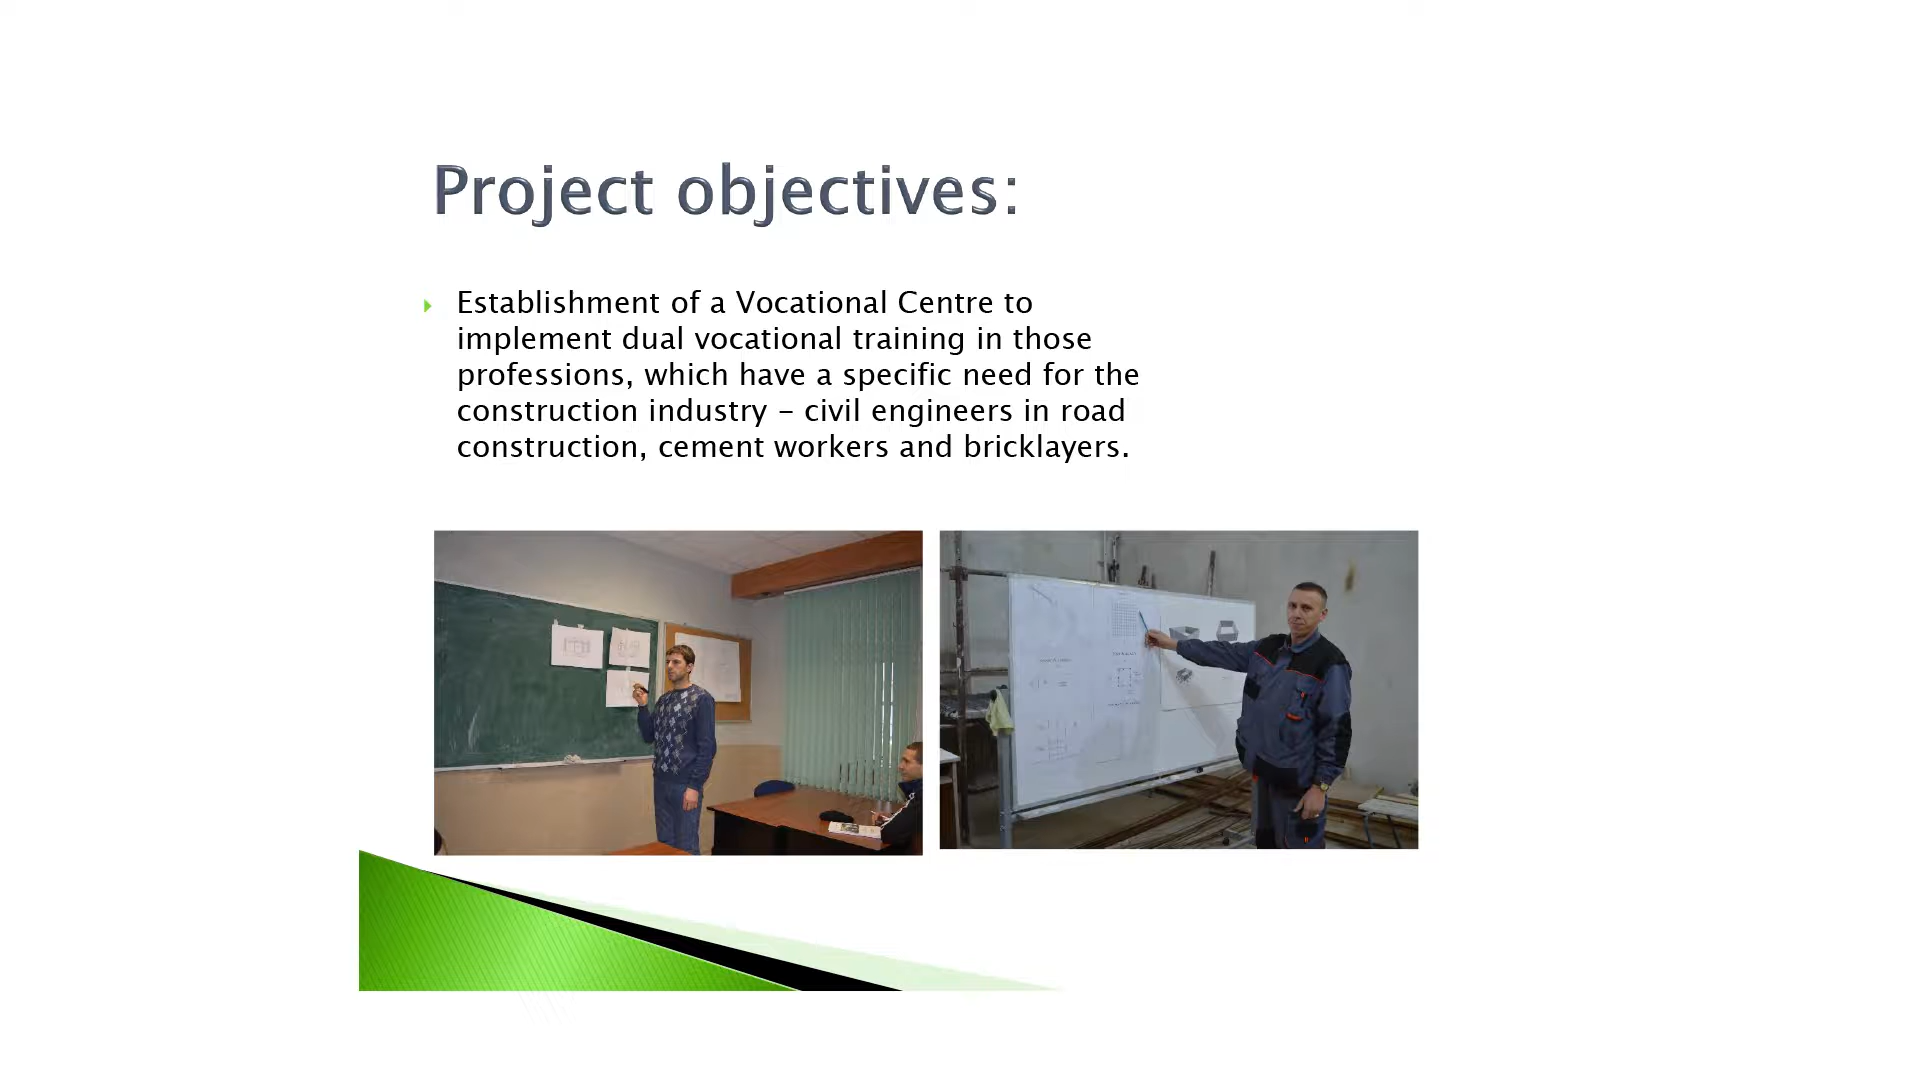 Project objectives:
Establishment of a Vocational Centre to
implement dual vocational training in those
professions, which have a specific need for the
construction industry – civil engineers in road
construction, cement workers and bricklayers.